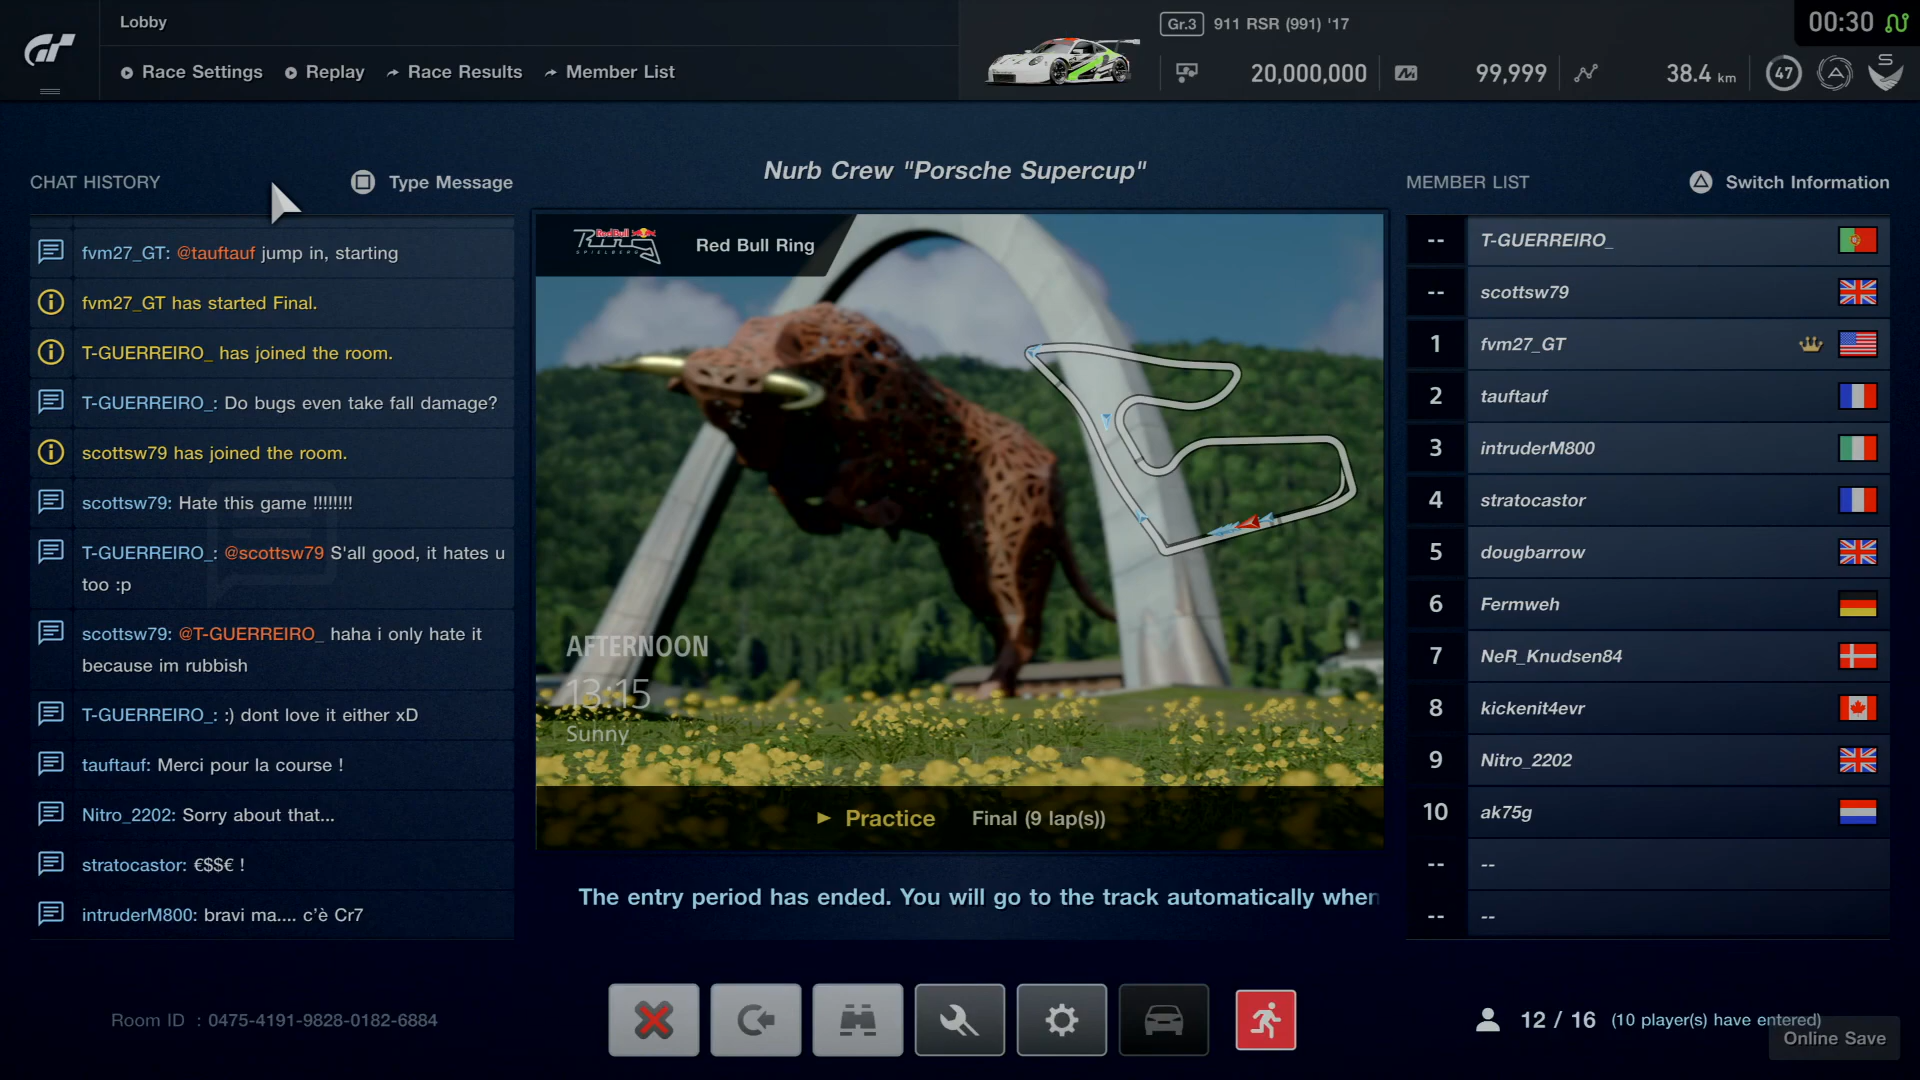 Lobby
Race Settings
Replay
Race Results
Member List
Gr.3 911 RSR (991) '17
20,000,000
99,999
38.4 km
47
S
00:30
CHAT HISTORY
Type Message
fvm27_GT: @tauftauf jump in, starting
fvm27_GT has started Final.
T-GUERREIRO_ has joined the room.
T-GUERREIRO_: Do bugs even take fall damage?
scottsw79 has joined the room.
scottsw79: Hate this game !!!!!!!!
T-GUERREIRO_: @scottsw79 S'all good, it hates u
too :p
scottsw79: @T-GUERREIRO_ haha i only hate it
because im rubbish
T-GUERREIRO_: :) dont love it either xD
tauftauf: Merci pour la course !
Nitro_2202: Sorry about that...
stratocastor: €$$€ !
intruderM800: bravi ma.... c'è Cr7
Nurb Crew "Porsche Supercup"
Red Bull Ring SPIELBERG
Red Bull Ring
AFTERNOON
13:15
Sunny
Practice Final (9 lap(s))
The entry period has ended. You will go to the track automatically when
MEMBER LIST
Switch Information
-- T-GUERREIRO_
-- scottsw79
1 fvm27_GT
2 tauftauf
3 intruderM800
4 stratocastor
5 dougbarrow
6 Fermweh
7 NeR_Knudsen84
8 kickenit4evr
9 Nitro_2202
10 ak75g
-- --
-- --
Room ID : 0475-4191-9828-0182-6884
12 / 16 (10 player(s) have entered)
Online Save